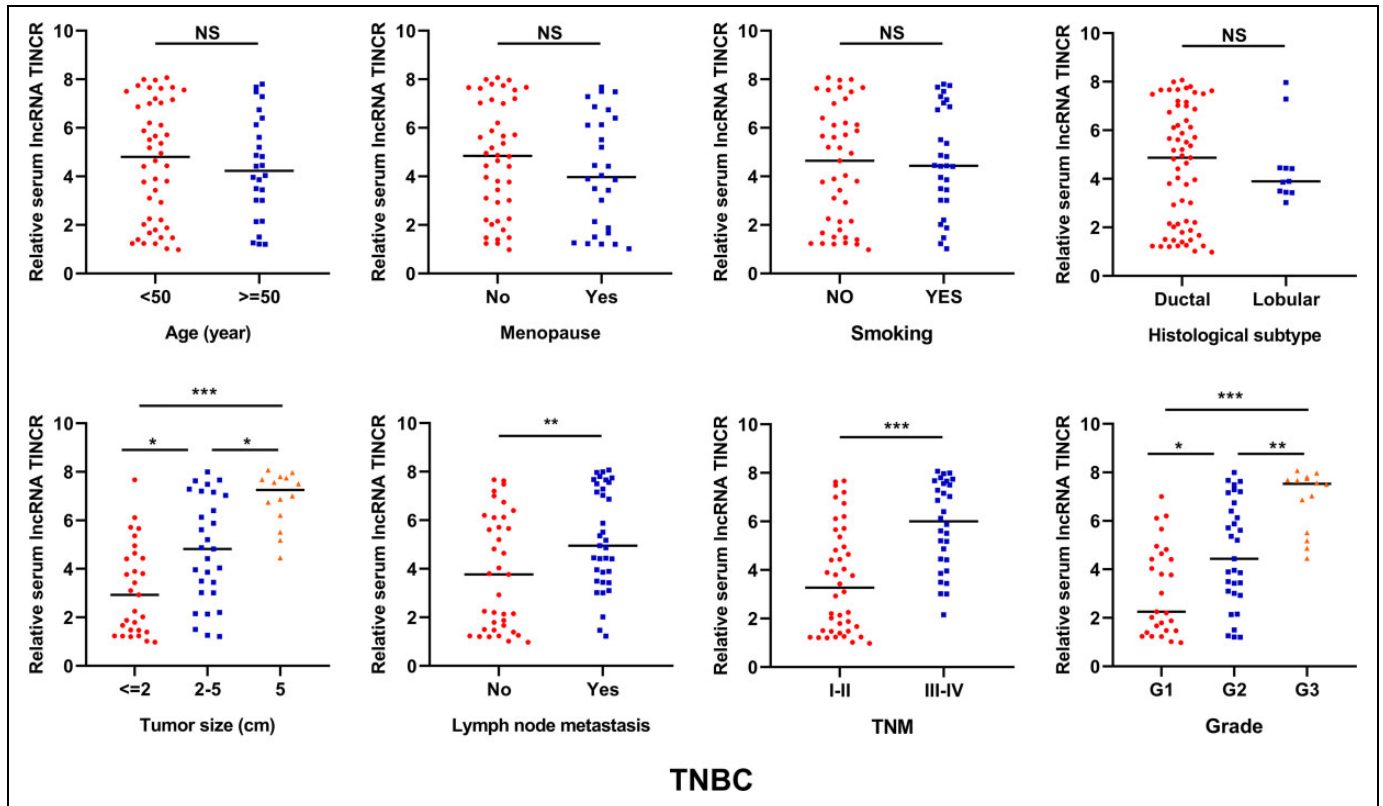 NS
Relative serum lncRNA TINCR
10
8
6
4
2
0
<50 >=50
Age (year)
NS
Relative serum lncRNA TINCR
10
8
6
4
2
0
No Yes
Menopause
NS
Relative serum lncRNA TINCR
10
8
6
4
2
0
NO YES
Smoking
NS
Relative serum lncRNA TINCR
10
8
6
4
2
0
Ductal Lobular
Histological subtype
***
* *
Relative serum lncRNA TINCR
10
8
6
4
2
0
<=2 2-5 5
Tumor size (cm)
**
Relative serum lncRNA TINCR
10
8
6
4
2
0
No Yes
Lymph node metastasis
***
Relative serum lncRNA TINCR
10
8
6
4
2
0
I-II III-IV
TNM
***
* **
Relative serum lncRNA TINCR
10
8
6
4
2
0
G1 G2 G3
Grade
TNBC